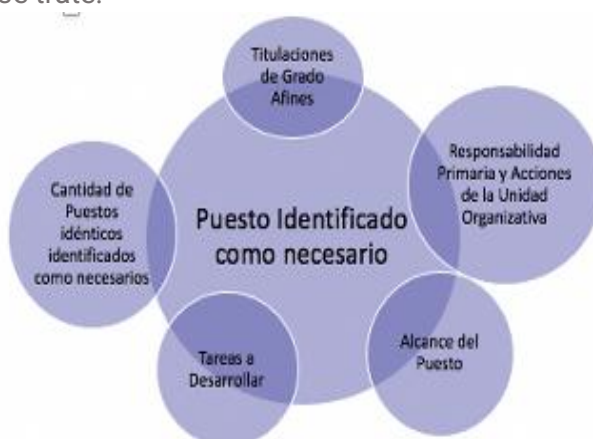 Titulaciones
de Grado
Afines
Responsabilidad
Primaria y Acciones
de la Unidad
Organizativa
Cantidad de
Puestos
idénticos
identificados
como necesarios
Puesto Identificado
como necesario
Tareas a
Desarrollar
Alcance del
Puesto